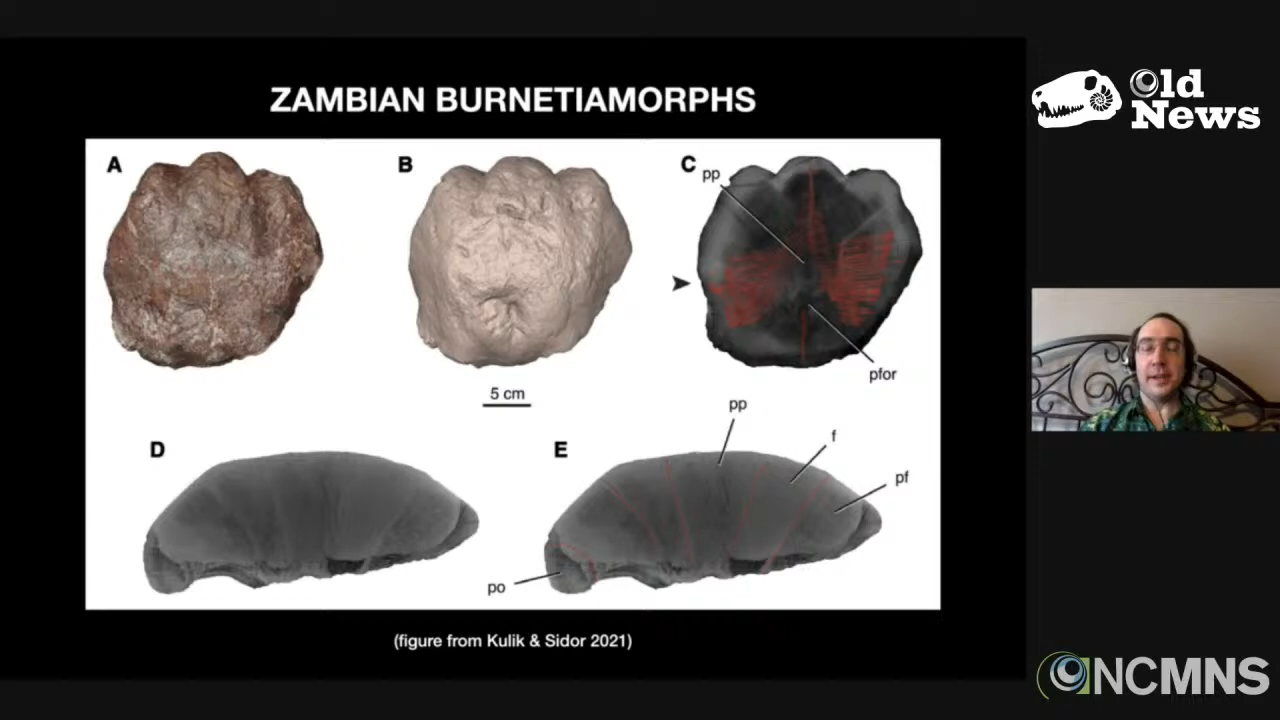 ZAMBIAN BURNETIAMORPHS
Old
News
A
B
C
pp
pfor
5 cm
D
E
pp
f
pf
po
(figure from Kulik & Sidor 2021)
NCMNS